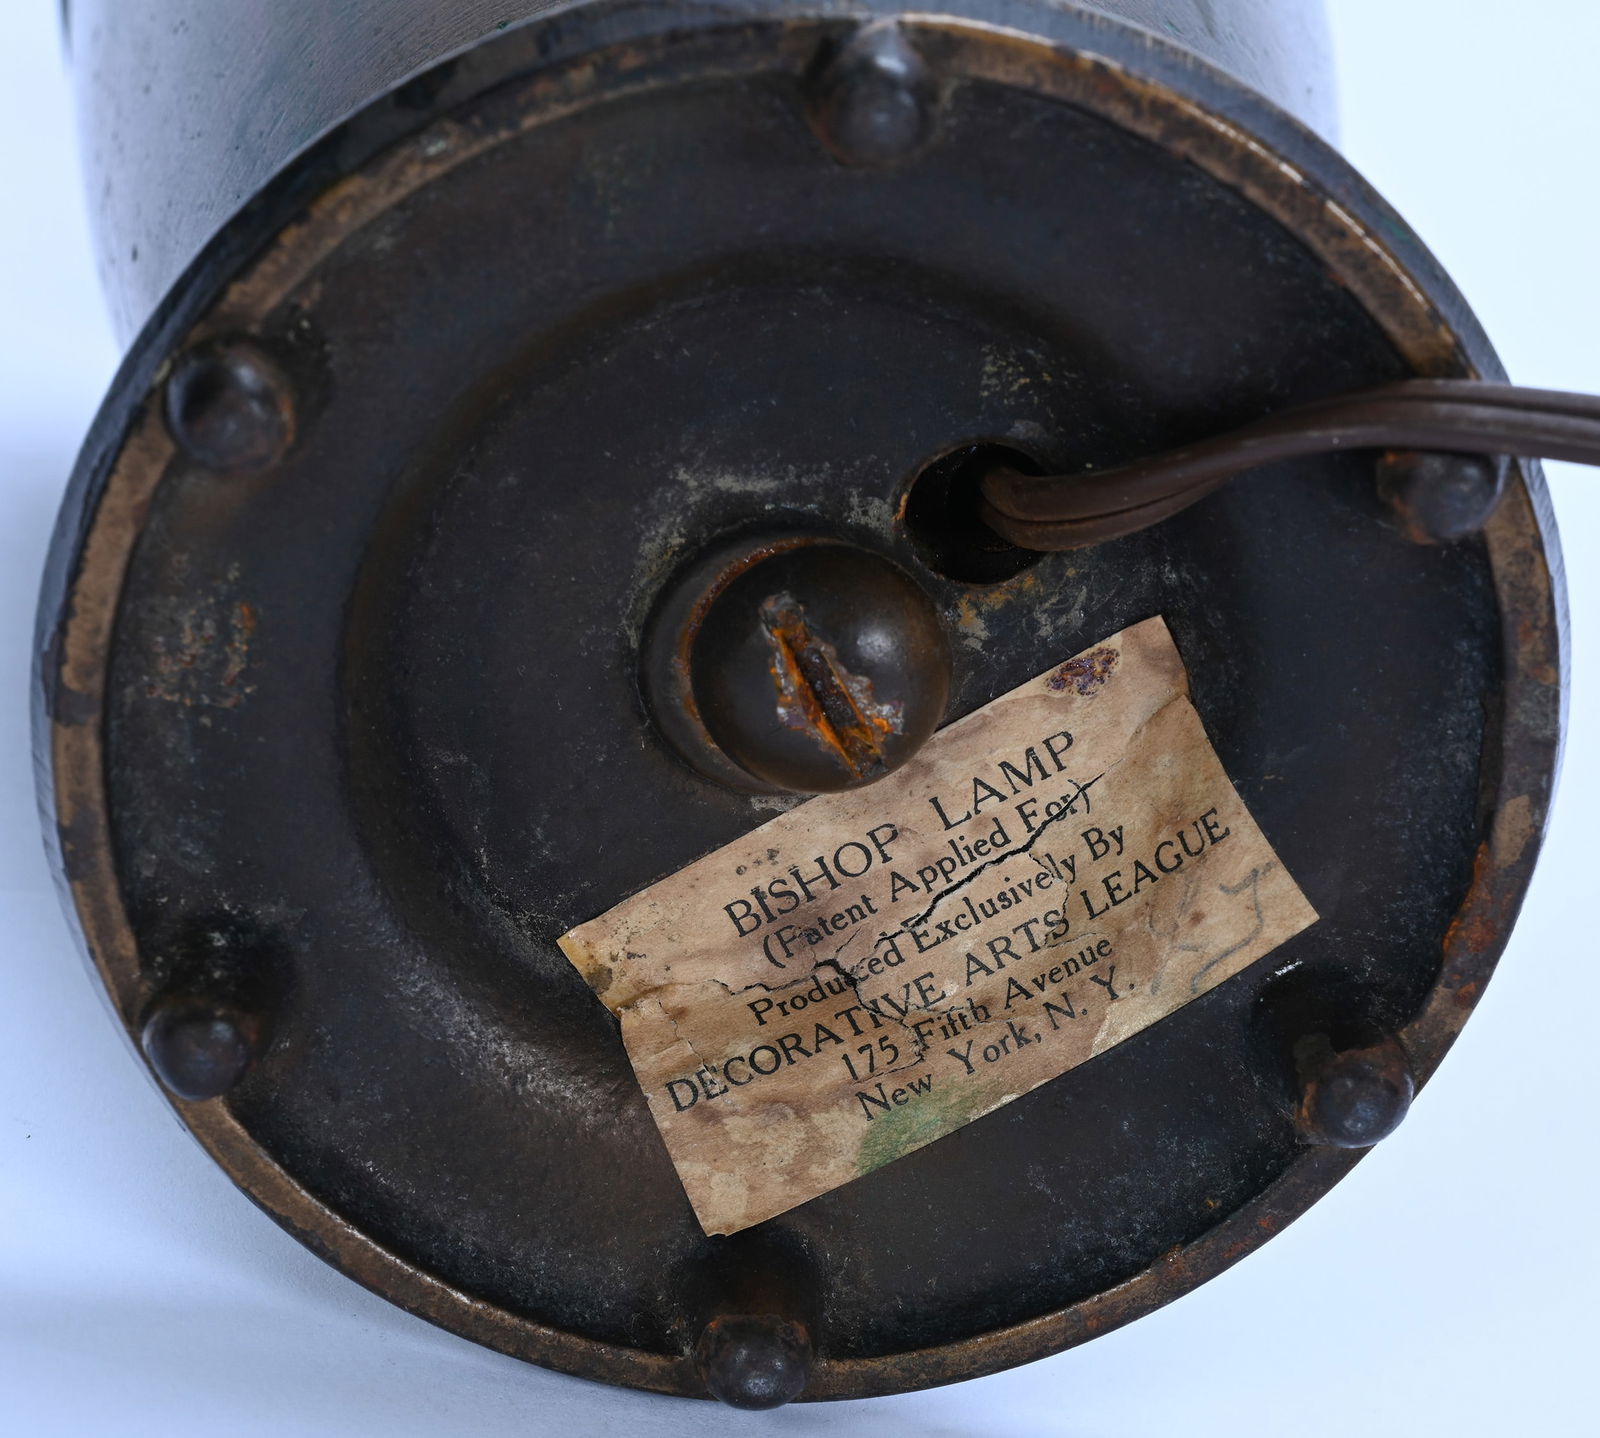 BISHOP LAMP
(Patent Applied For)
Produced Exclusively By
DECORATIVE ARTS LEAGUE
175 Fifth Avenue
New York, N. Y.